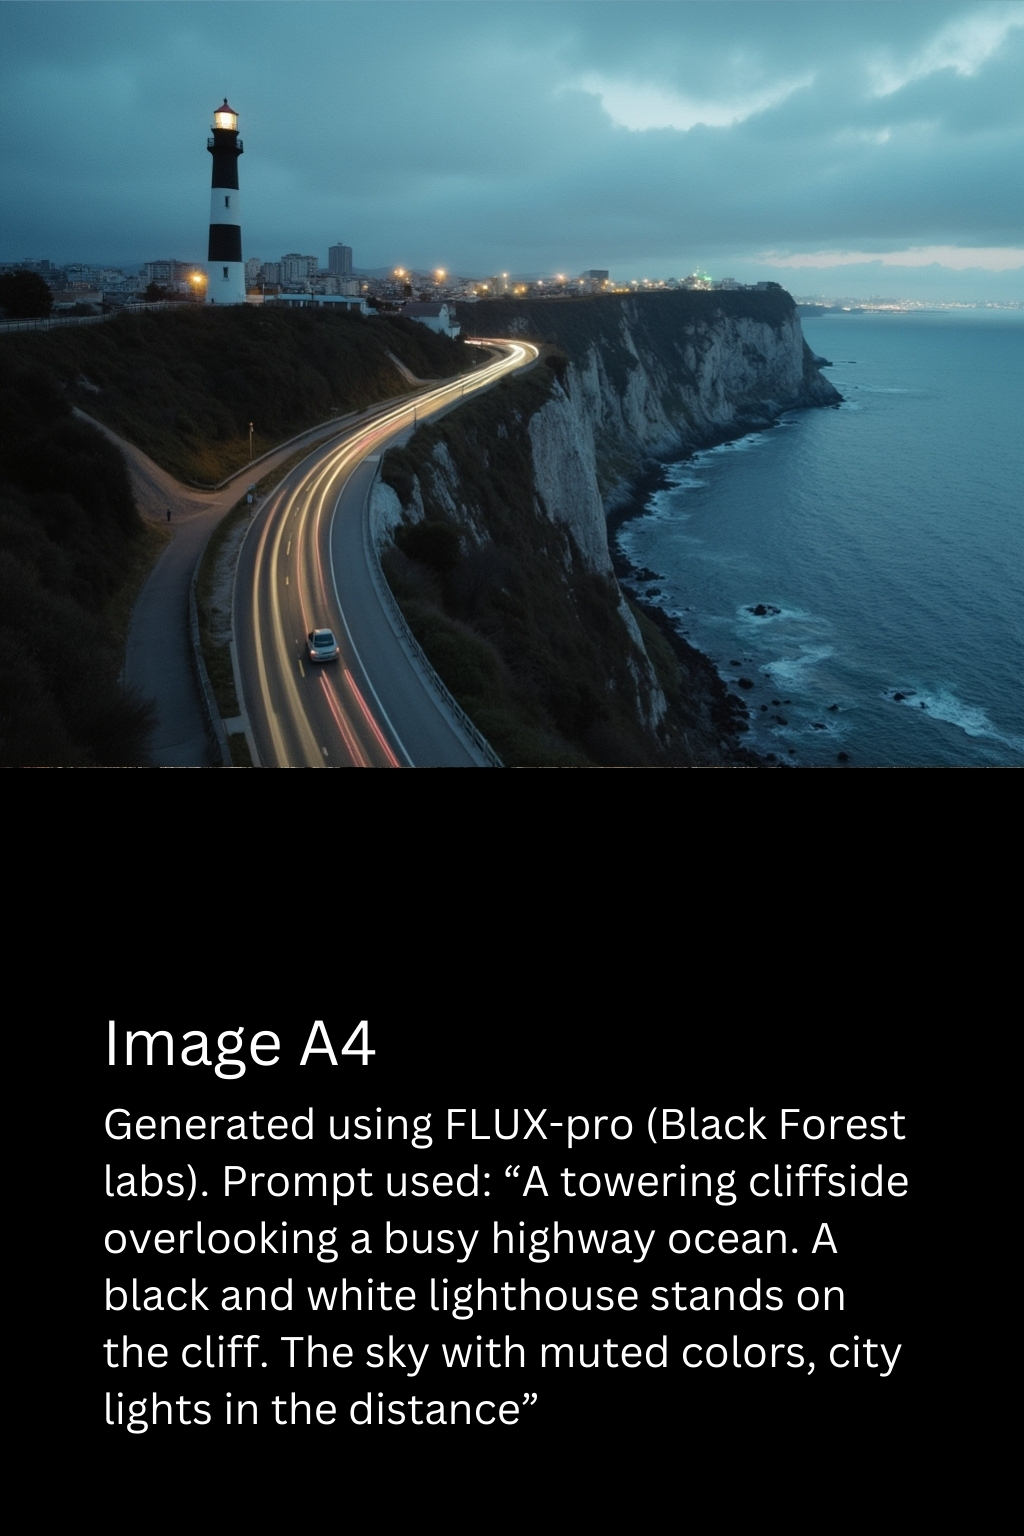 Image A4
Generated using FLUX-pro (Black Forest
labs). Prompt used: “A towering cliffside
overlooking a busy highway ocean. A
black and white lighthouse stands on
the cliff. The sky with muted colors, city
lights in the distance”